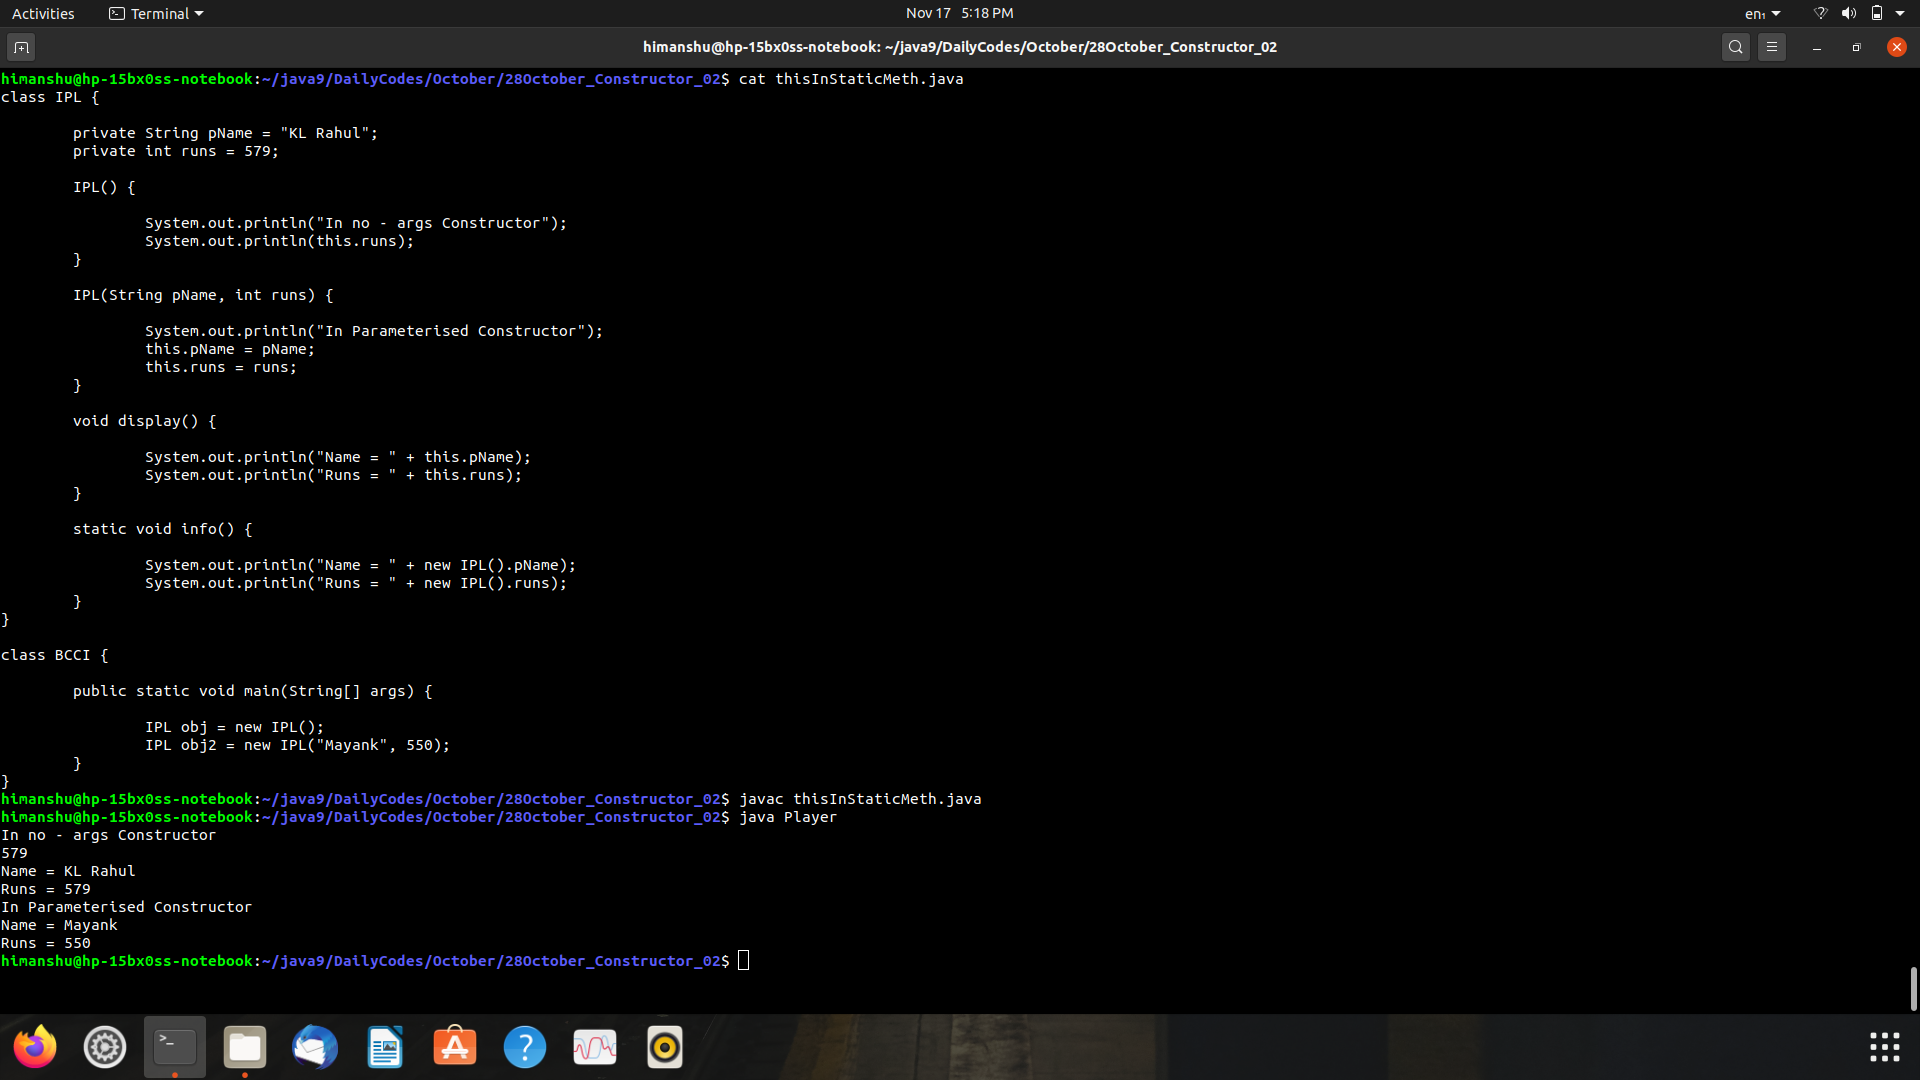 Activities Terminal Nov 17 5:18 PM en₁
himanshu@hp-15bx0ss-notebook: ~/java9/DailyCodes/October/28October_Constructor_02
himanshu@hp-15bx0ss-notebook:~/java9/DailyCodes/October/28October_Constructor_02$ cat thisInStaticMeth.java
class IPL {
        private String pName = "KL Rahul";
        private int runs = 579;
        IPL() {
                System.out.println("In no - args Constructor");
                System.out.println(this.runs);
        }
        IPL(String pName, int runs) {
                System.out.println("In Parameterised Constructor");
                this.pName = pName;
                this.runs = runs;
        }
        void display() {
                System.out.println("Name = " + this.pName);
                System.out.println("Runs = " + this.runs);
        }
        static void info() {
                System.out.println("Name = " + new IPL().pName);
                System.out.println("Runs = " + new IPL().runs);
        }
}
class BCCI {
        public static void main(String[] args) {
                IPL obj = new IPL();
                IPL obj2 = new IPL("Mayank", 550);
        }
}
himanshu@hp-15bx0ss-notebook:~/java9/DailyCodes/October/28October_Constructor_02$ javac thisInStaticMeth.java
himanshu@hp-15bx0ss-notebook:~/java9/DailyCodes/October/28October_Constructor_02$ java Player
In no - args Constructor
579
Name = KL Rahul
Runs = 579
In Parameterised Constructor
Name = Mayank
Runs = 550
himanshu@hp-15bx0ss-notebook:~/java9/DailyCodes/October/28October_Constructor_02$